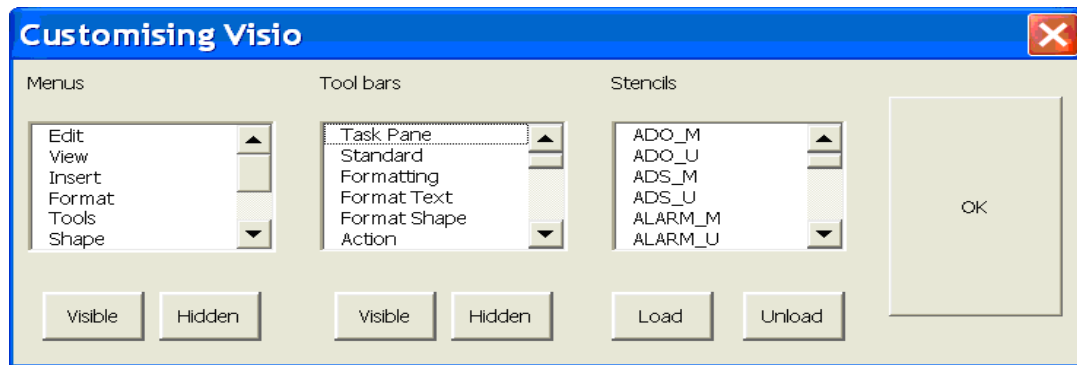 Customising Visio
Menus
Tool bars
Stencils
Edit
View
Insert
Format
Tools
Shape
Task Pane
Standard
Formatting
Format Text
Format Shape
Action
ADO_M
ADO_U
ADS_M
ADS_U
ALARM_M
ALARM_U
OK
Visible
Hidden
Visible
Hidden
Load
Unload